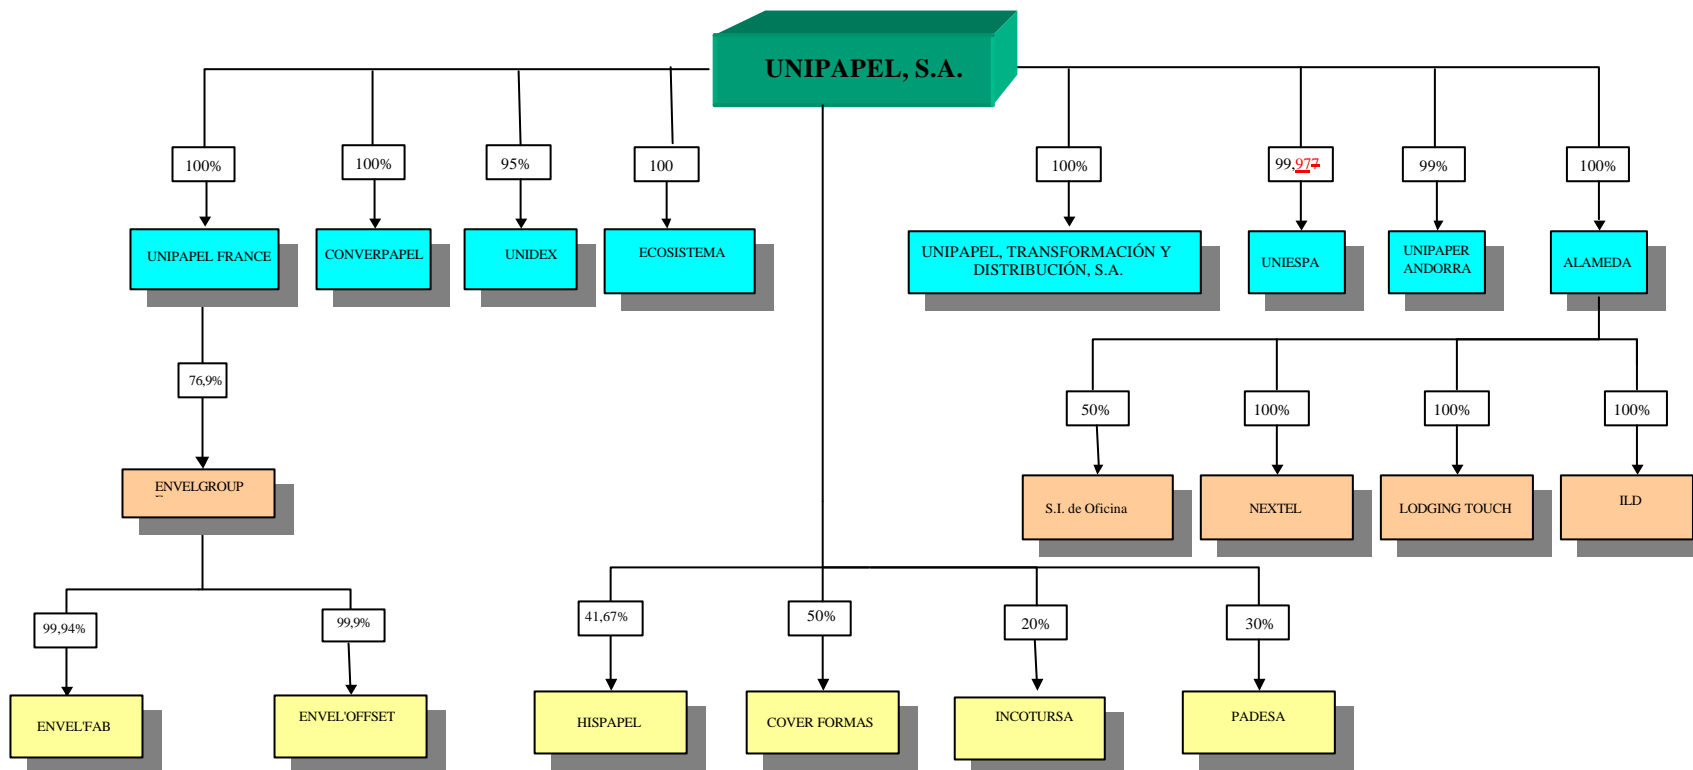 UNIPAPEL, S.A.
100%
100%
95%
100
100%
99,977
99%
100%
UNIPAPEL FRANCE
CONVERPAPEL
UNIDEX
ECOSISTEMA
UNIPAPEL, TRANSFORMACIÓN Y
DISTRIBUCIÓN, S.A.
UNIESPA
UNIPAPER
ANDORRA
ALAMEDA
76,9%
50%
100%
100%
100%
ENVELGROUP
S.I. de Oficina
NEXTEL
LODGING TOUCH
ILD
99,94%
99,9%
41,67%
50%
20%
30%
ENVEL'FAB
ENVEL'OFFSET
HISPAPEL
COVER FORMAS
INCOTURSA
PADESA